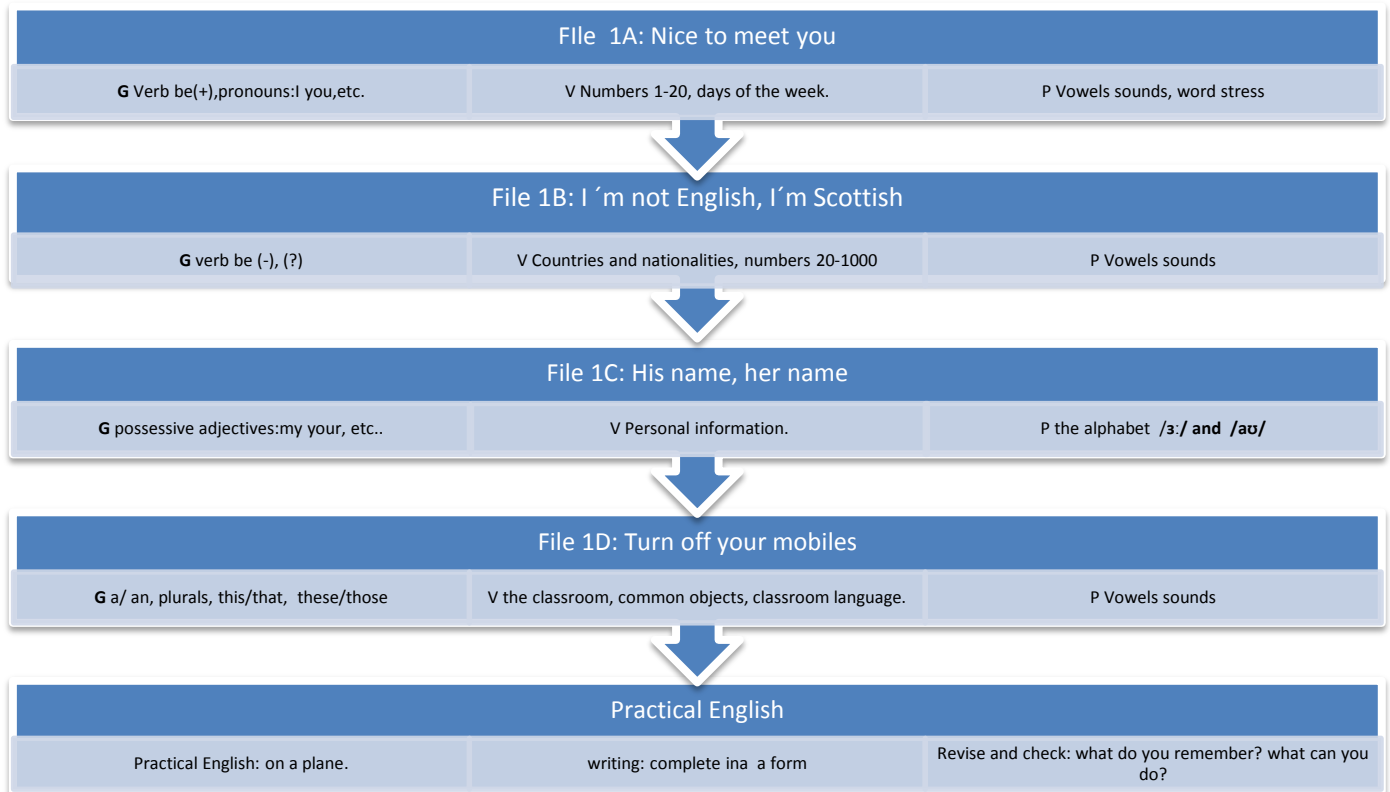 FIle  1A: Nice to meet you
G Verb be(+),pronouns:I you,etc.
V Numbers 1-20, days of the week.
P Vowels sounds, word stress
File 1B: I ´m not English, I´m Scottish
G verb be (-), (?)
V Countries and nationalities, numbers 20-1000
P Vowels sounds
File 1C: His name, her name
G possessive adjectives:my your, etc..
V Personal information.
P the alphabet  /ɜː/ and  /aʊ/
File 1D: Turn off your mobiles
G a/ an, plurals, this/that,  these/those
V the classroom, common objects, classroom language.
P Vowels sounds
Practical English
Practical English: on a plane.
writing: complete ina  a form
Revise and check: what do you remember? what can you
do?